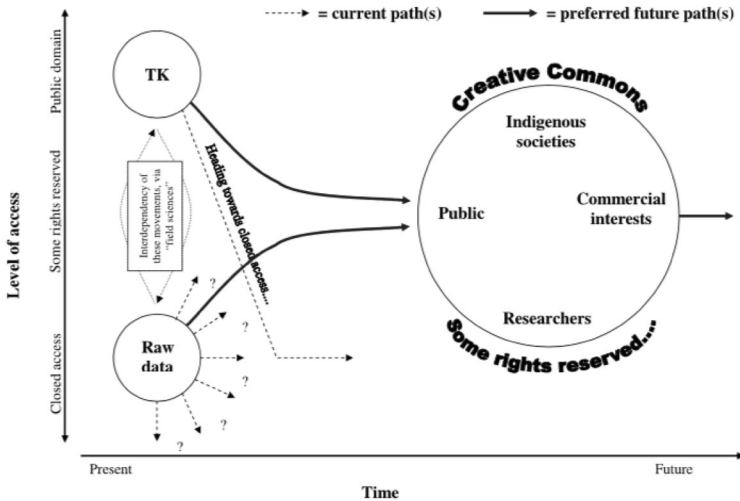 = current path(s)
= preferred future path(s)
Level of access
Public domain
Some rights reserved
Closed access
TK
Interdependency of
these movements, via
"field sciences"
Heading towards closed access....
Raw
data
?
?
?
?
?
Creative Commons
Indigenous
societies
Public
Commercial
interests
Researchers
Some rights reserved....
Present
Future
Time